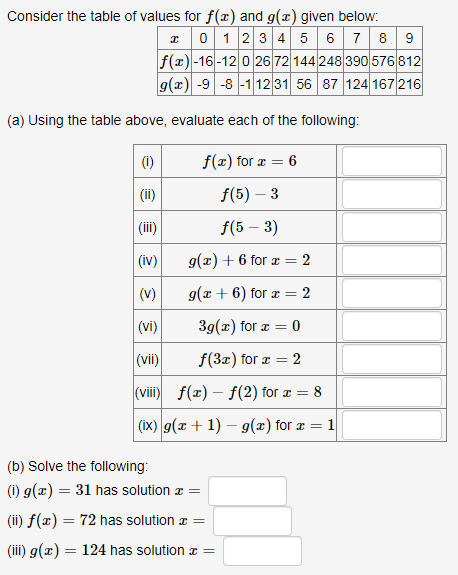 Consider the table of values for f(x) and g(x) given below:
x 0 1 2 3 4 5 6 7 8 9
f(x) -16 -12 0 26 72 144 248 390 576 812
g(x) -9 -8 -1 12 31 56 87 124 167 216
(a) Using the table above, evaluate each of the following:
(i) f(x) for x = 6
(ii) f(5) − 3
(iii) f(5 − 3)
(iv) g(x) + 6 for x = 2
(v) g(x + 6) for x = 2
(vi) 3g(x) for x = 0
(vii) f(3x) for x = 2
(viii) f(x) − f(2) for x = 8
(ix) g(x + 1) − g(x) for x = 1
(b) Solve the following:
(i) g(x) = 31 has solution x =
(ii) f(x) = 72 has solution x =
(iii) g(x) = 124 has solution x =